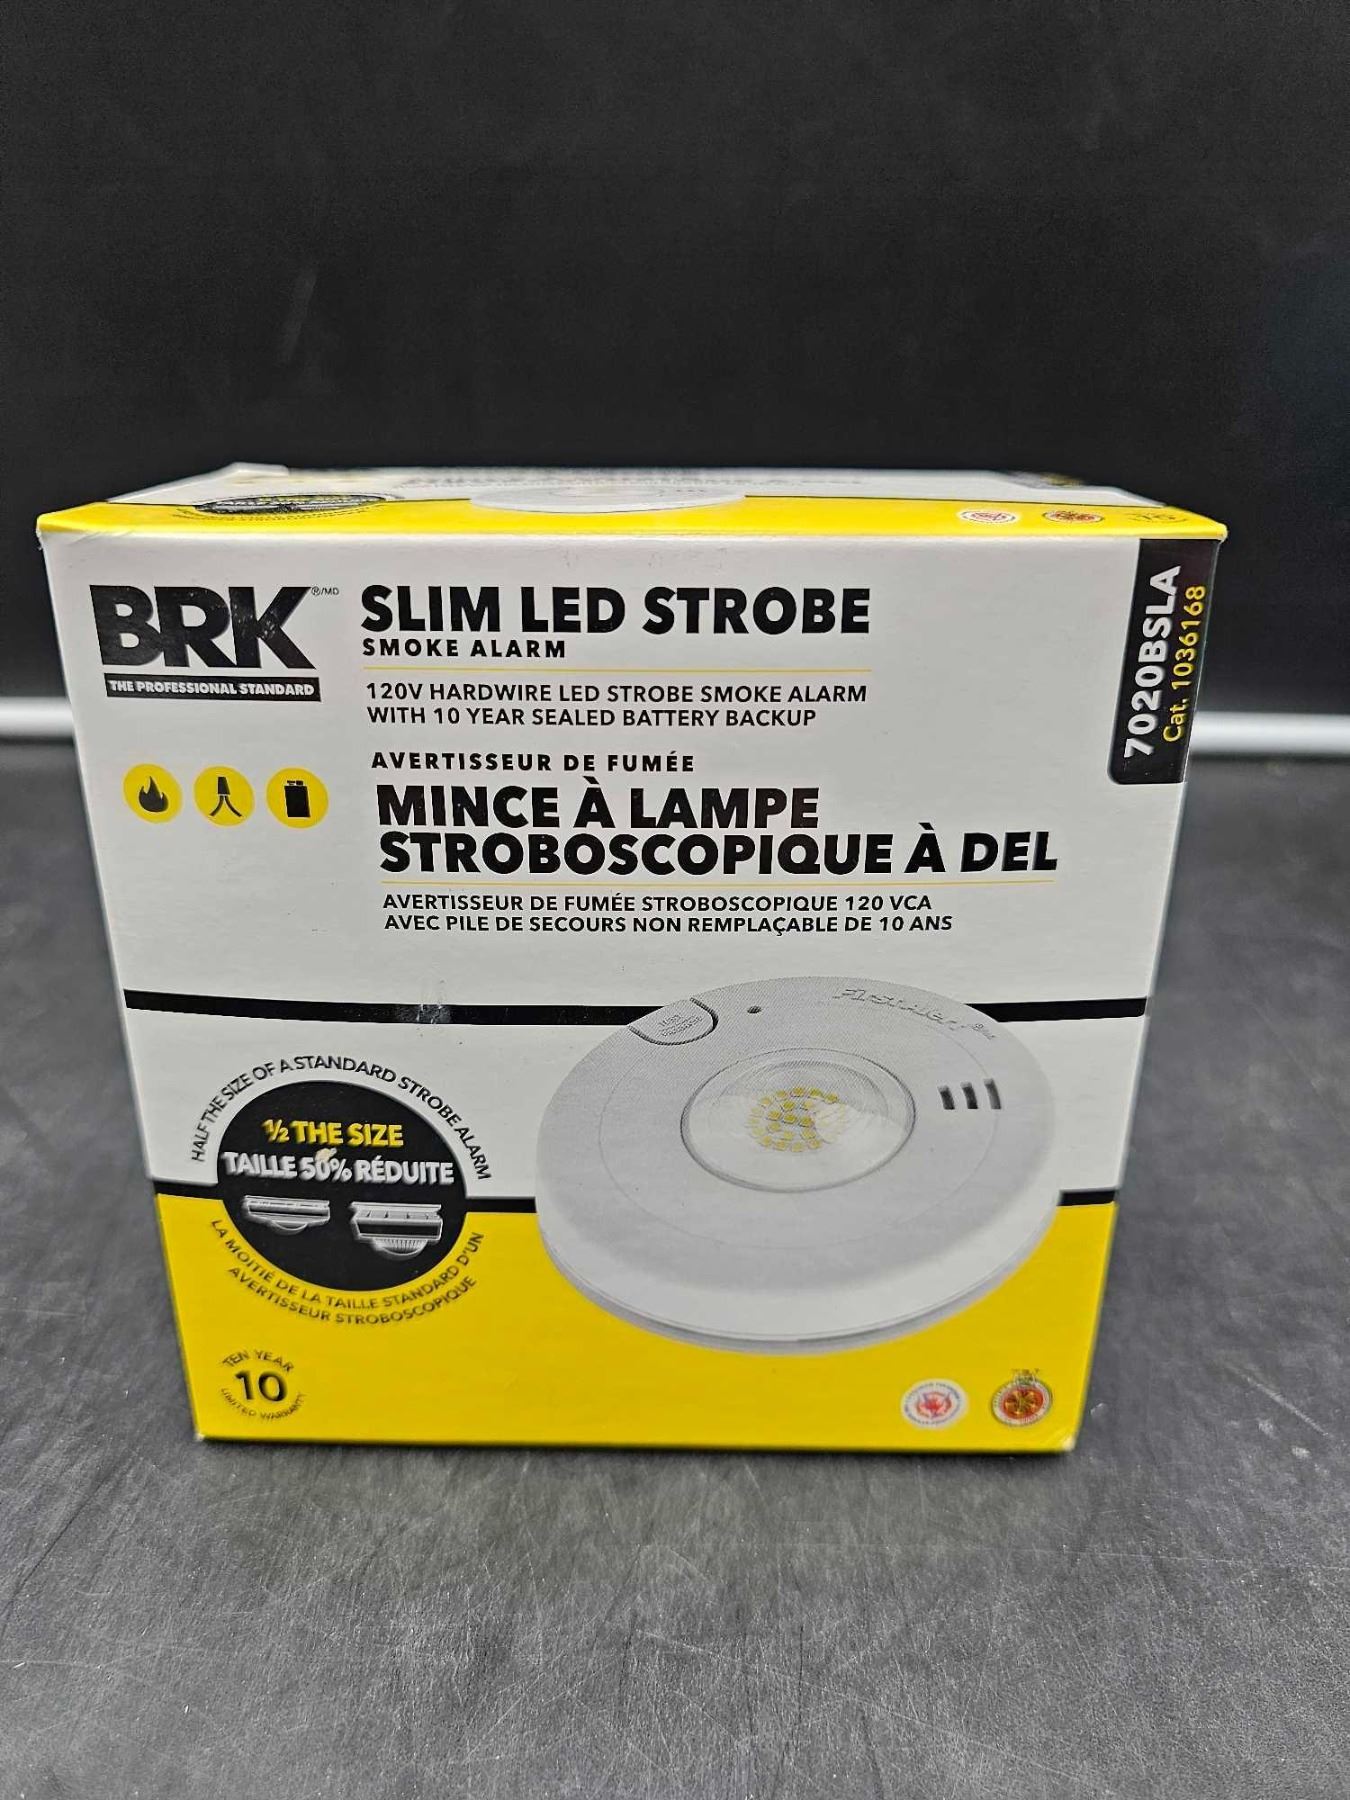 BRK
®/MD
THE PROFESSIONAL STANDARD
SLIM LED STROBE
SMOKE ALARM
120V HARDWIRE LED STROBE SMOKE ALARM
WITH 10 YEAR SEALED BATTERY BACKUP
AVERTISSEUR DE FUMÉE
MINCE À LAMPE
STROBOSCOPIQUE À DEL
AVERTISSEUR DE FUMÉE STROBOSCOPIQUE 120 VCA
AVEC PILE DE SECOURS NON REMPLAÇABLE DE 10 ANS
7020BSLA
Cat. 1036168
First Alert
HALF THE SIZE OF A STANDARD STROBE ALARM
½ THE SIZE
TAILLE 50% RÉDUITE
LA MOITIÉ DE LA TAILLE STANDARD D'UN
AVERTISSEUR STROBOSCOPIQUE
TEN YEAR
10
LIMITED WARRANTY